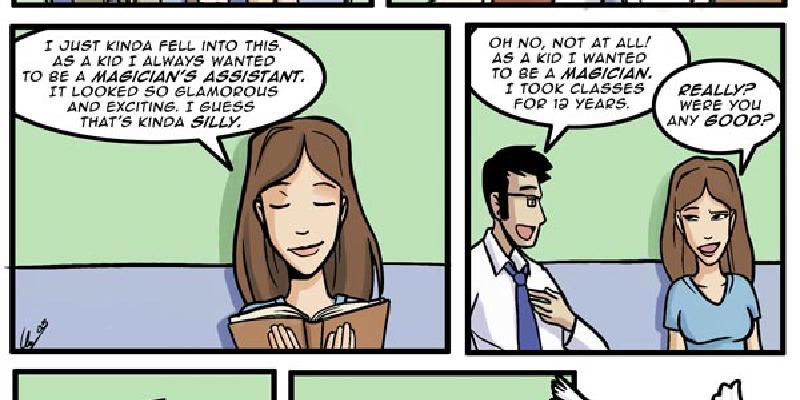 I JUST KINDA FELL INTO THIS.
AS A KID I ALWAYS WANTED
TO BE A MAGICIAN'S ASSISTANT.
IT LOOKED SO GLAMOROUS
AND EXCITING. I GUESS
THAT'S KINDA SILLY.
OH NO, NOT AT ALL!
AS A KID I WANTED
TO BE A MAGICIAN.
I TOOK CLASSES
FOR 12 YEARS.
REALLY?
WERE YOU
ANY GOOD?